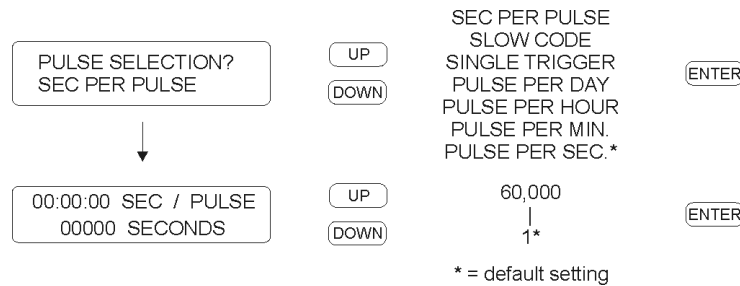 PULSE SELECTION?
SEC PER PULSE
UP
DOWN
SEC PER PULSE
SLOW CODE
SINGLE TRIGGER
PULSE PER DAY
PULSE PER HOUR
PULSE PER MIN.
PULSE PER SEC.*
ENTER
00:00:00 SEC / PULSE
00000 SECONDS
UP
DOWN
60,000
1*
ENTER
* = default setting